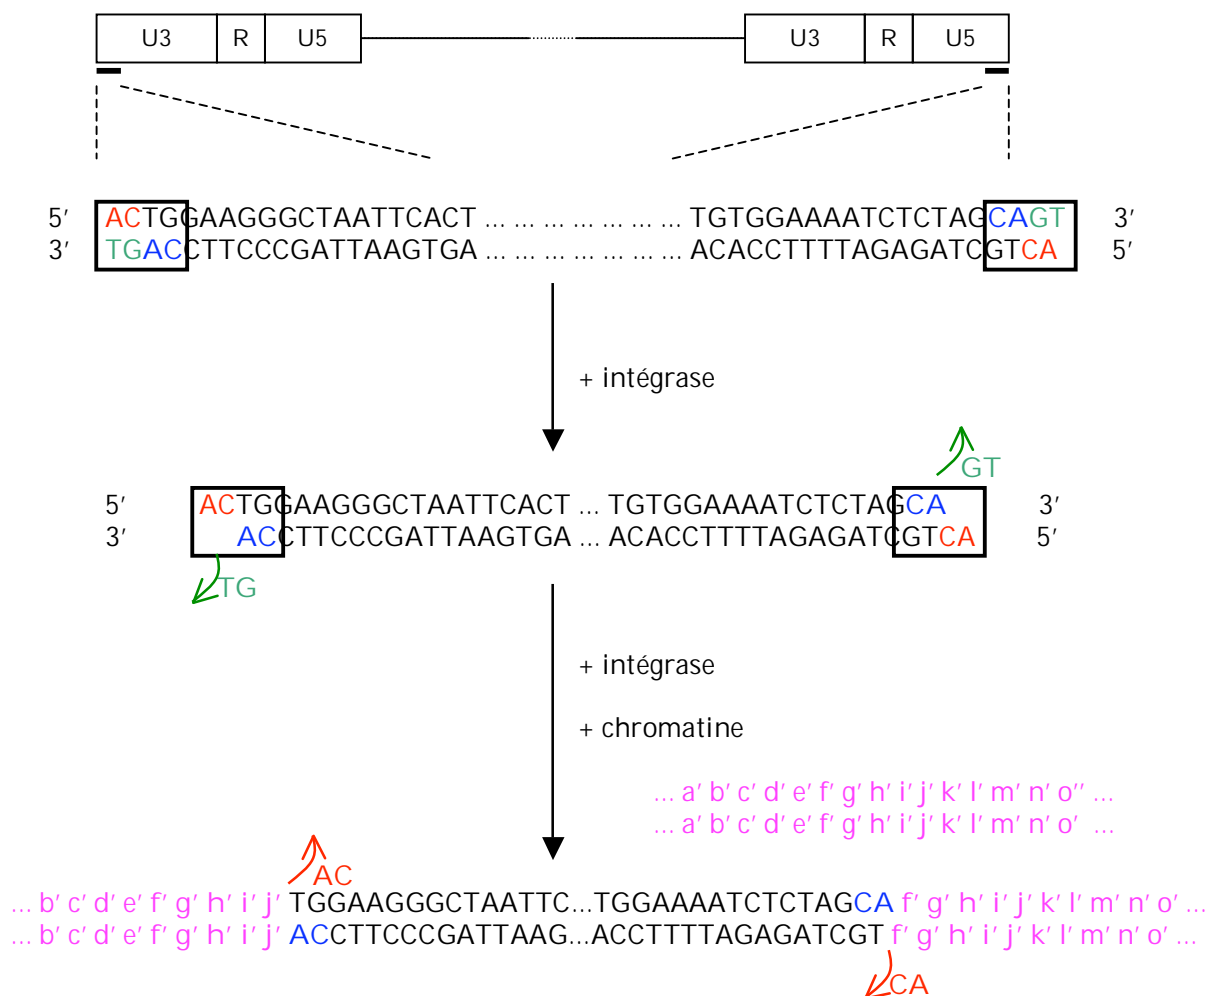 U3 R U5 U3 R U5
5' ACTGGAAGGGCTAATTCACT ... ... ... ... ... ... ... TGTGGAAAATCTCTAGCAGT 3'
3' TGACCTTCCCGATTAAGTGA ... ... ... ... ... ... ... ACACCTTTTAGAGATCGTCA 5'
+ intégrase
GT
5' ACTGGAAGGGCTAATTCACT ... TGTGGAAAATCTCTAGCA 3'
3' ACCTTCCCGATTAAGTGA ... ACACCTTTTAGAGATCGTCA 5'
TG
+ intégrase
+ chromatine
... a' b' c' d' e' f' g' h' i' j' k' l' m' n' o'' ...
... a' b' c' d' e' f' g' h' i' j' k' l' m' n' o' ...
AC
... b' c' d' e' f' g' h' i' j' TGGAAGGGCTAATTC...TGGAAAATCTCTAGCA f' g' h' i' j' k' l' m' n' o' ...
... b' c' d' e' f' g' h' i' j' ACCTTCCCGATTAAG...ACCTTTTAGAGATCGT f' g' h' i' j' k' l' m' n' o' ...
CA